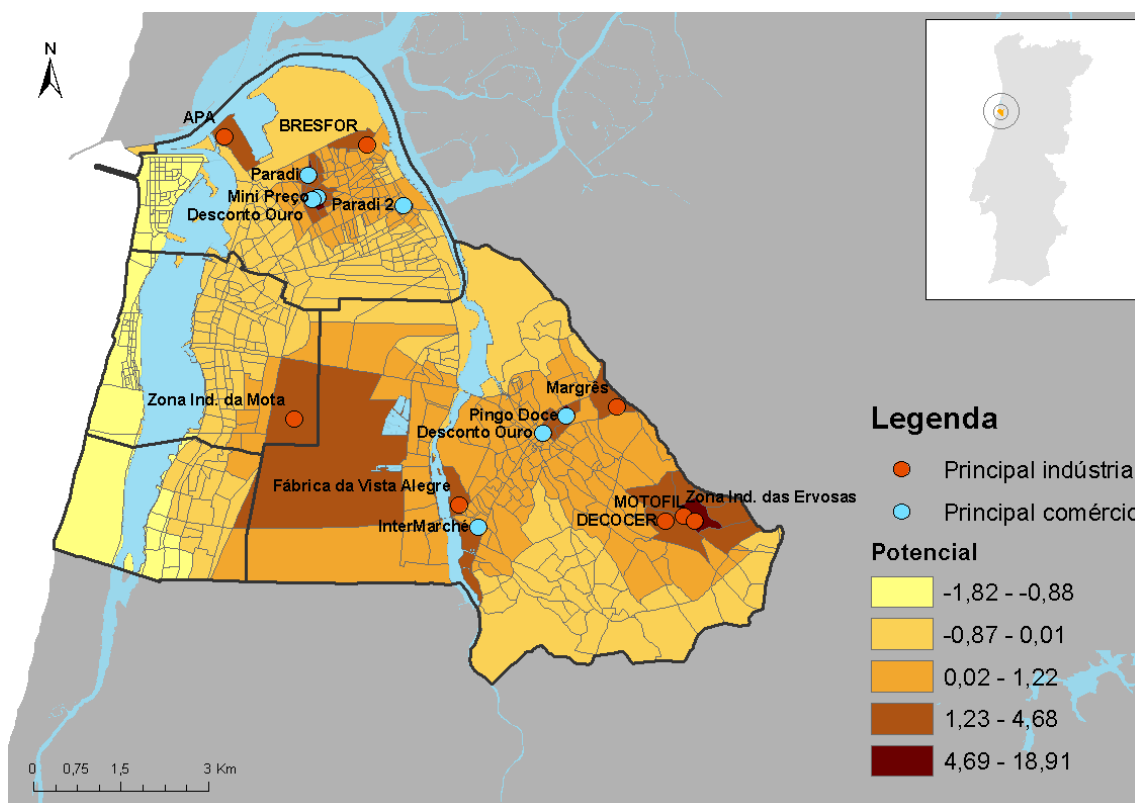 N
APA
BRESFOR
Paradi
Mini Preço
Paradi 2
Desconto Ouro
Zona Ind. da Mota
Margrês
Pingo Doce
Desconto Ouro
Fábrica da Vista Alegre
InterMarché
MOTOFIL
Zona Ind. das Ervosas
DECOCER
Legenda
Principal indústria
Principal comércio
Potencial
-1,82 - -0,88
-0,87 - 0,01
0,02 - 1,22
1,23 - 4,68
4,69 - 18,91
0 0,75 1,5 3 Km